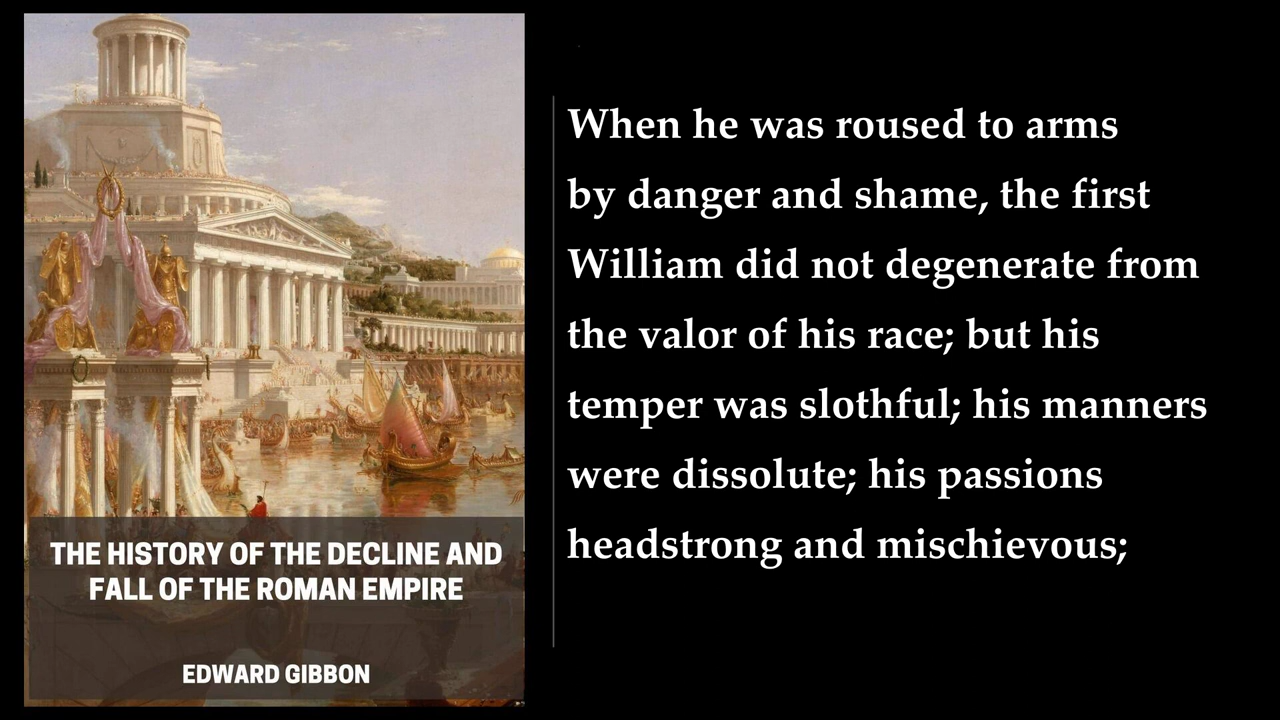 THE HISTORY OF THE DECLINE AND
FALL OF THE ROMAN EMPIRE
EDWARD GIBBON
When he was roused to arms
by danger and shame, the first
William did not degenerate from
the valor of his race; but his
temper was slothful; his manners
were dissolute; his passions
headstrong and mischievous;